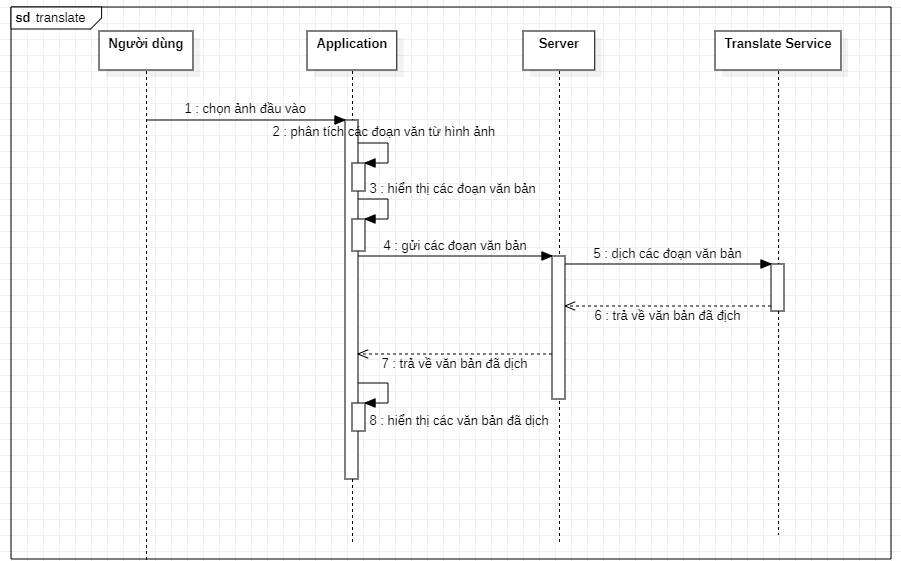 sd translate
Người dùng
Application
Server
Translate Service
1 : chọn ảnh đầu vào
2 : phân tích các đoạn văn từ hình ảnh
3 : hiển thị các đoạn văn bản
4 : gửi các đoạn văn bản
5 : dịch các đoạn văn bản
6 : trả về văn bản đã địch
7 : trả về văn bản đã dịch
8 : hiển thị các văn bản đã dịch